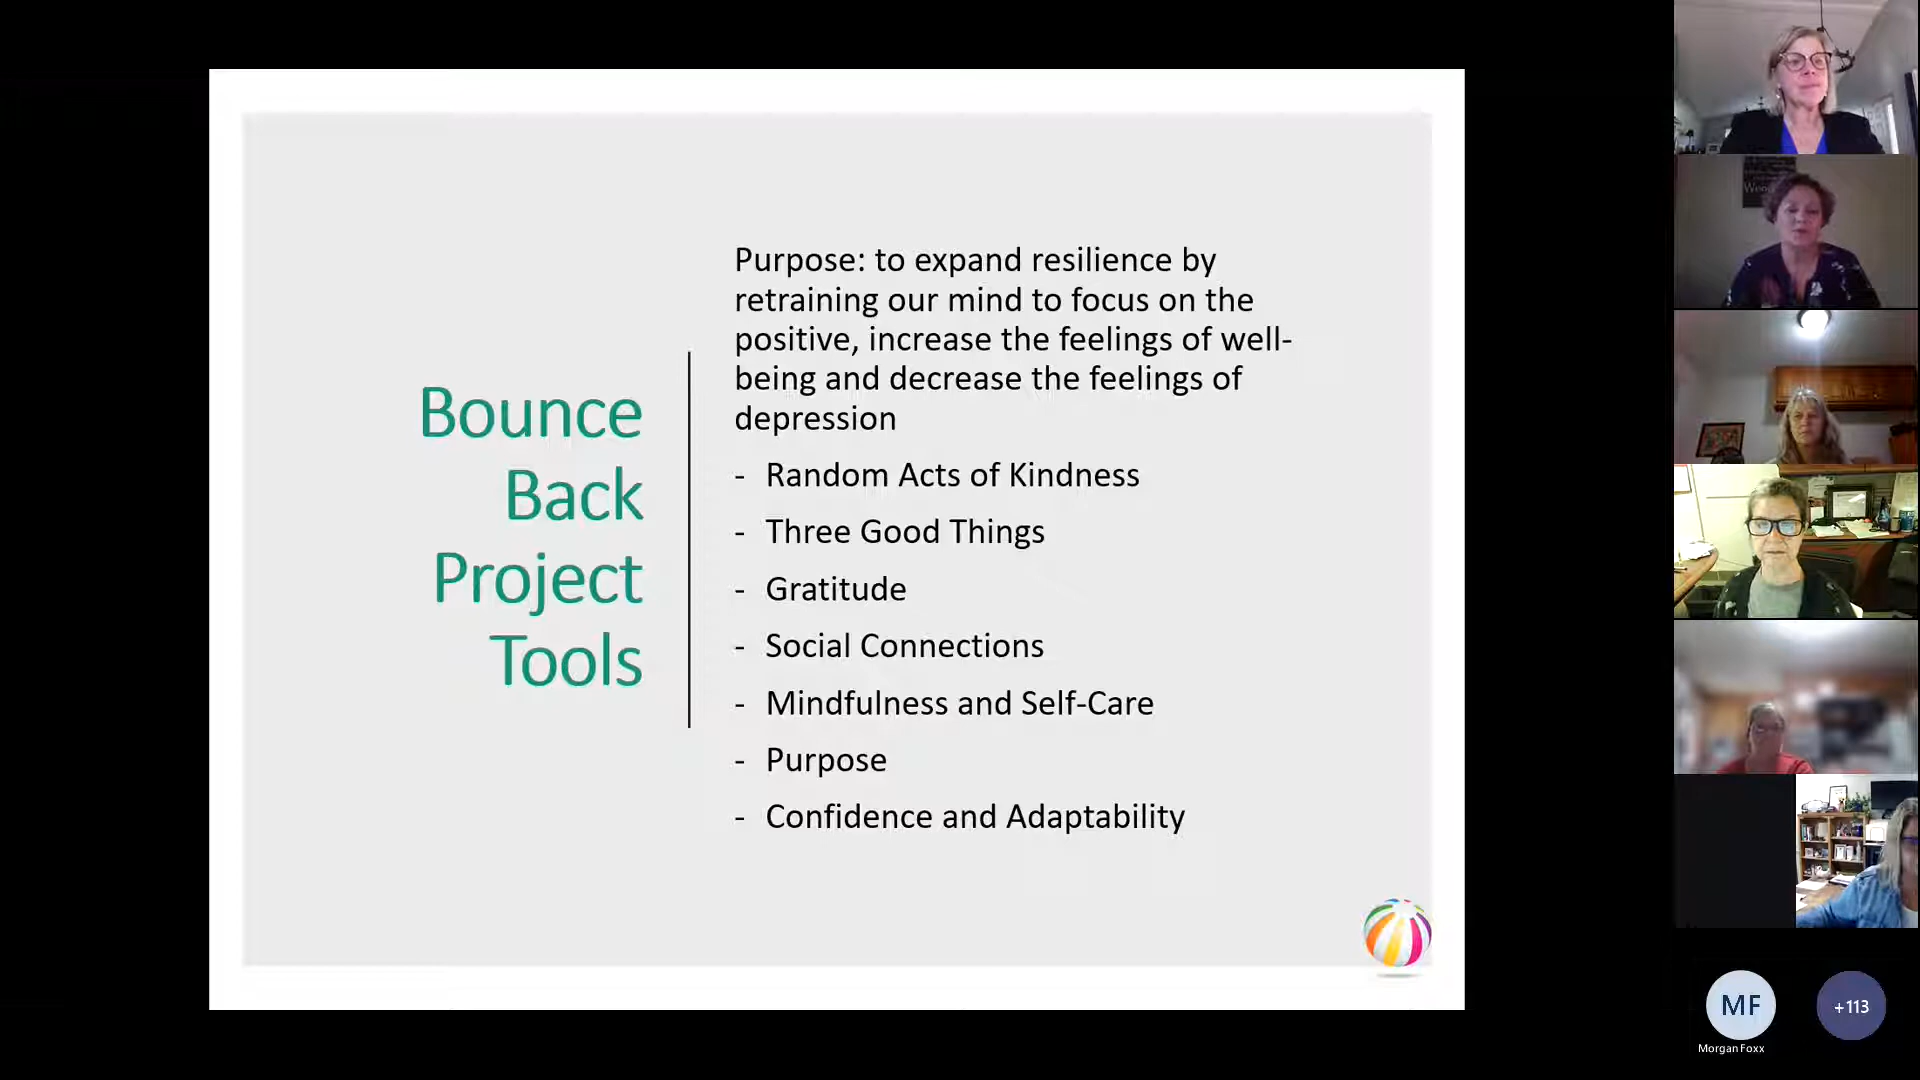 Bounce
Back
Project
Tools
Purpose: to expand resilience by
retraining our mind to focus on the
positive, increase the feelings of well-
being and decrease the feelings of
depression
- Random Acts of Kindness
- Three Good Things
- Gratitude
- Social Connections
- Mindfulness and Self-Care
- Purpose
- Confidence and Adaptability
MF
Morgan Foxx
+113